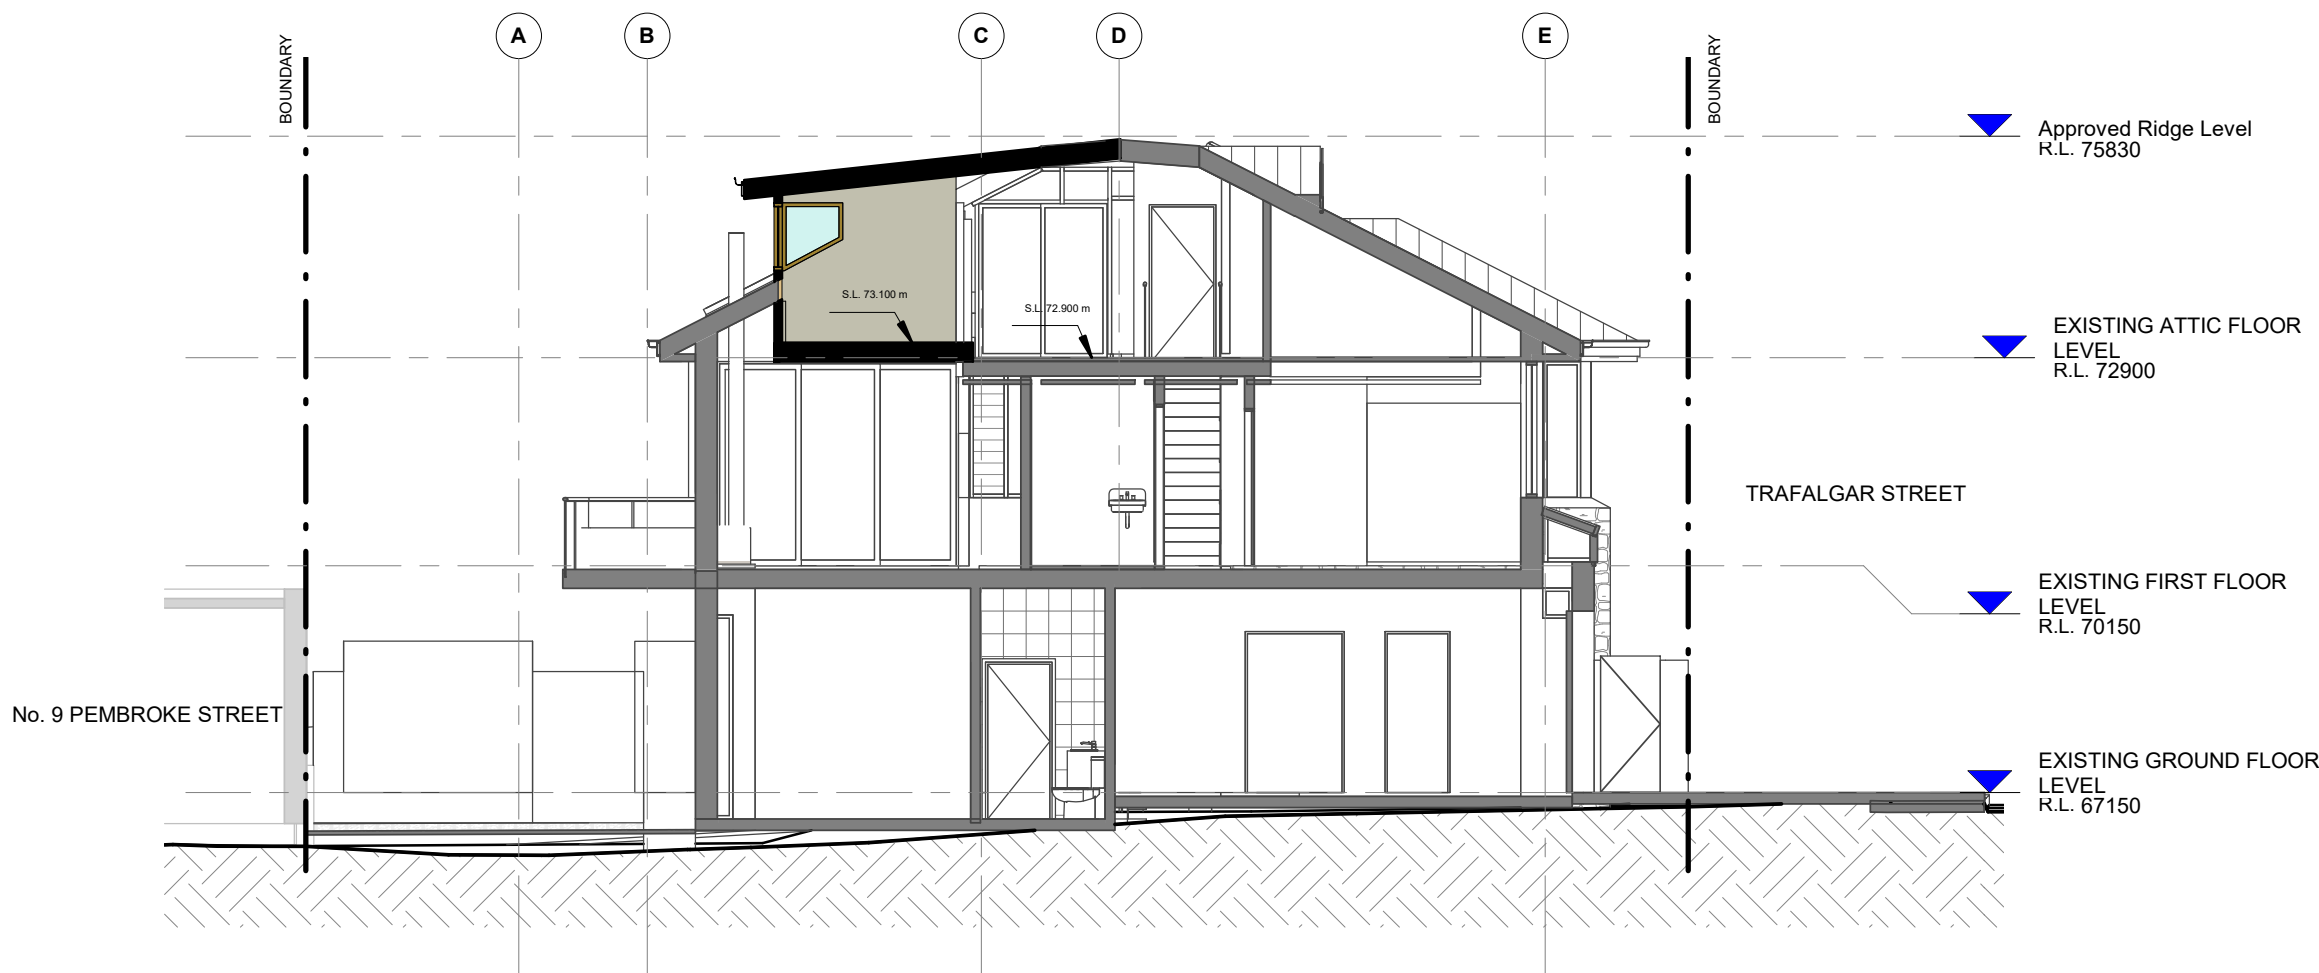 A
B
C
D
E
BOUNDARY
BOUNDARY
Approved Ridge Level
R.L. 75830
S.L. 73.100 m
S.L. 72.900 m
EXISTING ATTIC FLOOR
LEVEL
R.L. 72900
TRAFALGAR STREET
EXISTING FIRST FLOOR
LEVEL
R.L. 70150
No. 9 PEMBROKE STREET
EXISTING GROUND FLOOR
LEVEL
R.L. 67150